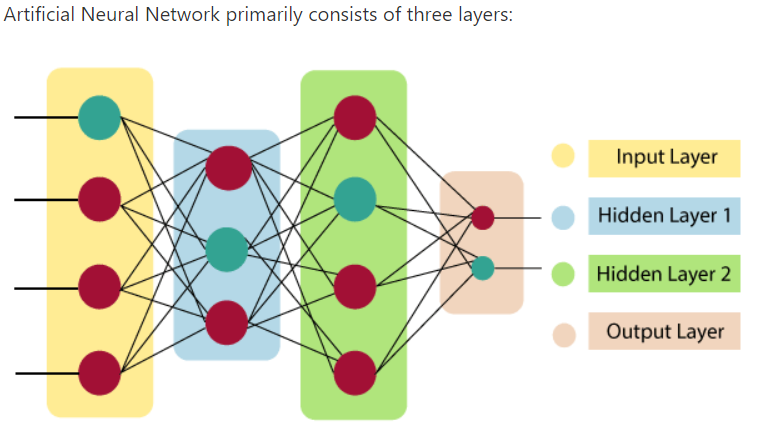 Artificial Neural Network primarily consists of three layers:
Input Layer
Hidden Layer 1
Hidden Layer 2
Output Layer